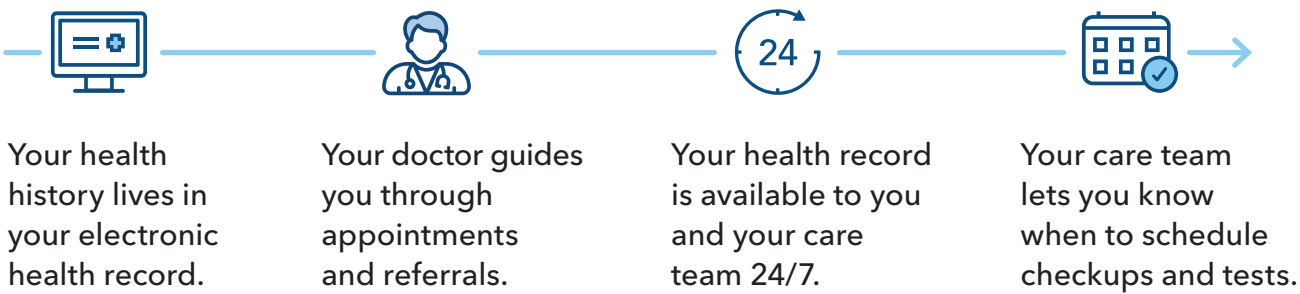 24
Your health
history lives in
your electronic
health record.
Your doctor guides
you through
appointments
and referrals.
Your health record
is available to you
and your care
team 24/7.
Your care team
lets you know
when to schedule
checkups and tests.